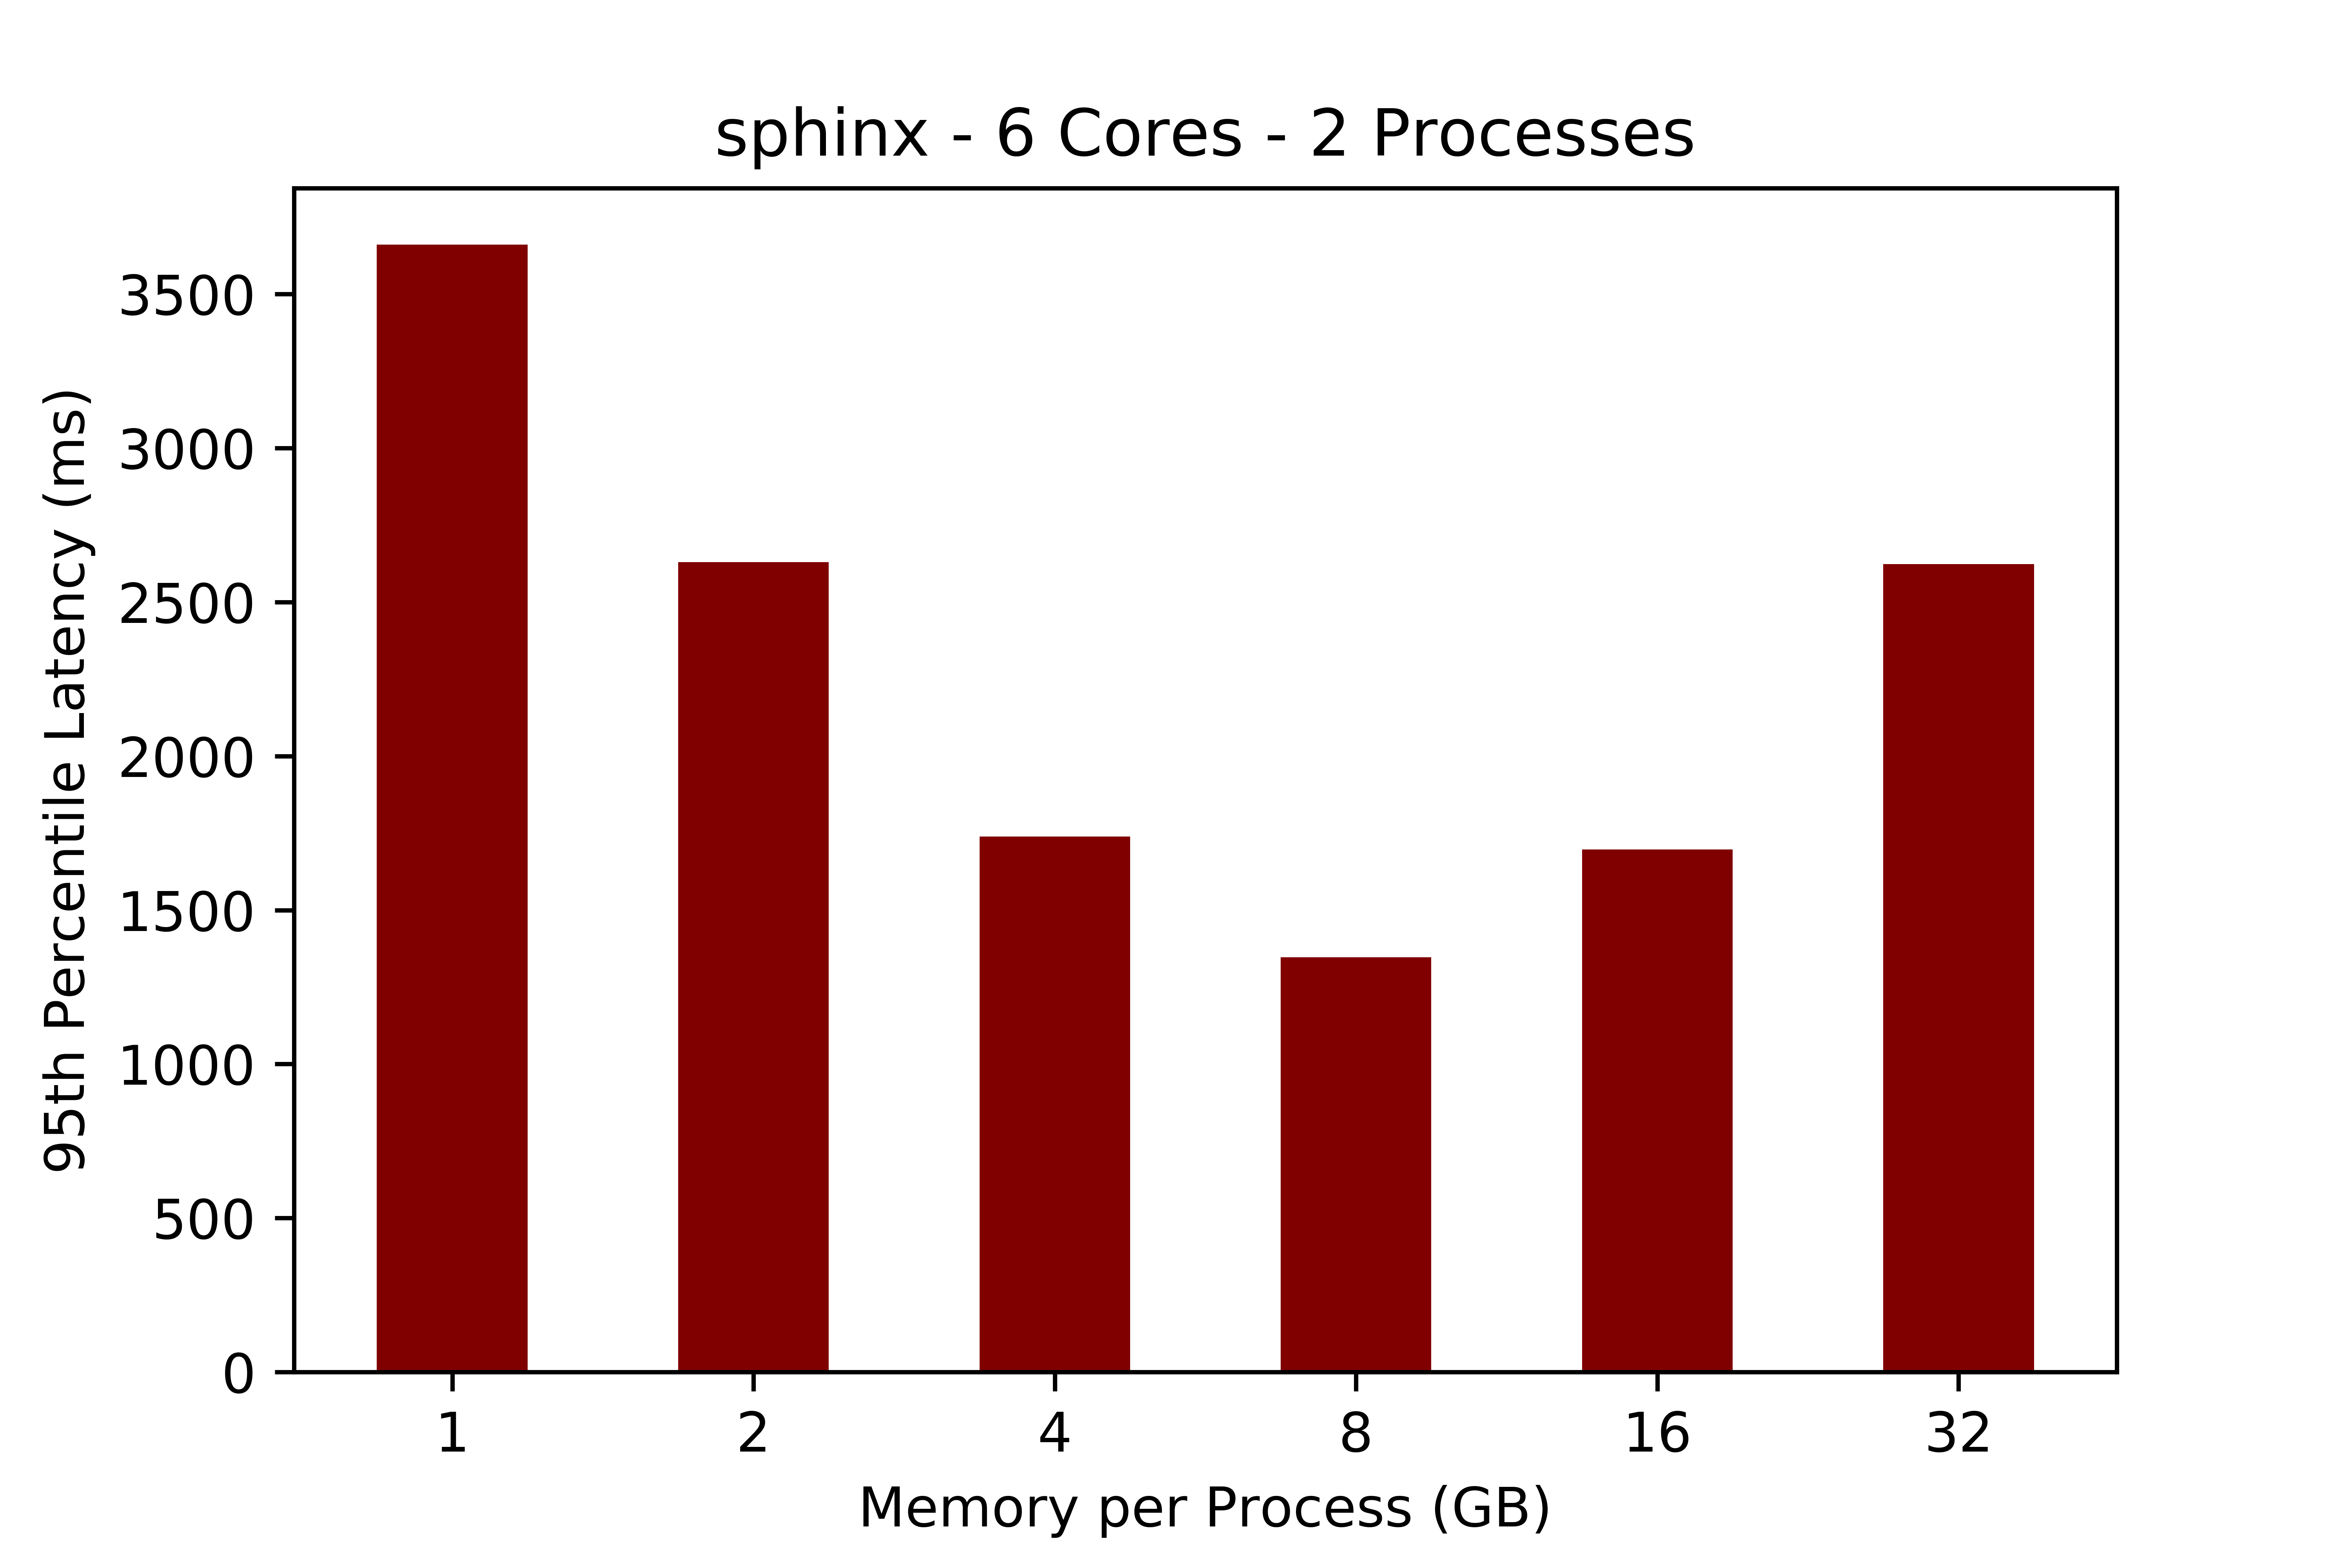 sphinx - 6 Cores - 2 Processes
95th Percentile Latency (ms)
3500
3000
2500
2000
1500
1000
500
0
1 2 4 8 16 32
Memory per Process (GB)